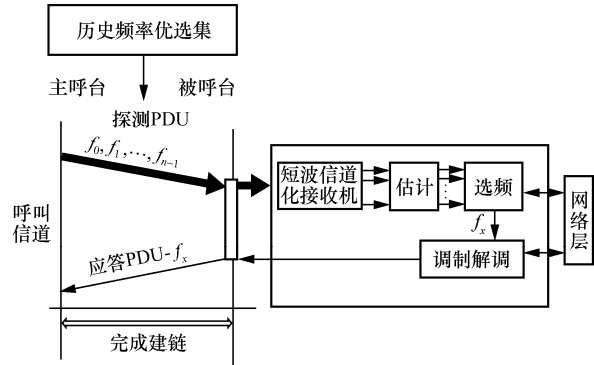 历史频率优选集
主呼台
被呼台
探测PDU
f₀,f₁,…,fₙ₋₁
短波信道
化接收机
估计
选频
fₓ
网络层
呼叫
信道
应答PDU-fₓ
调制解调
完成建链